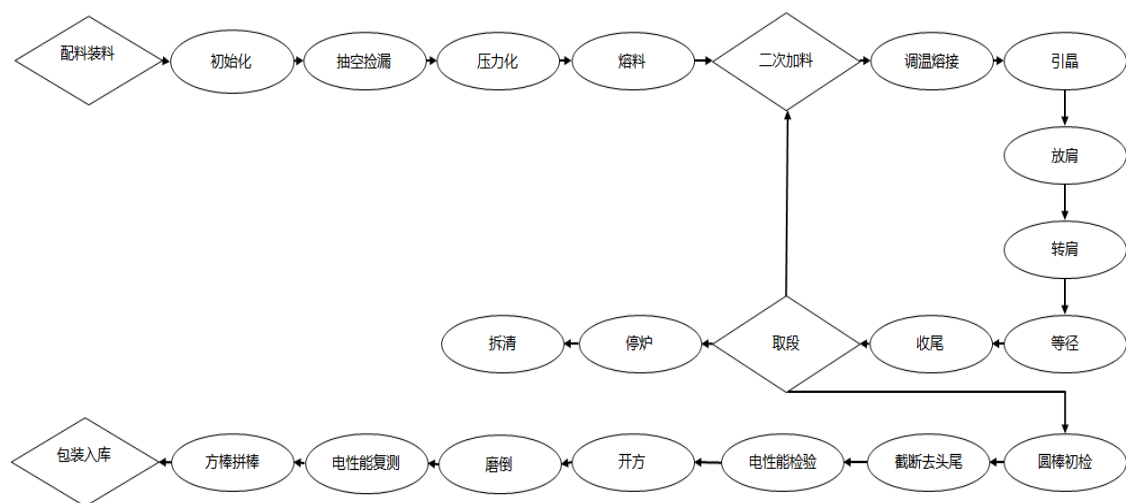 配料装料
初始化
抽空捡漏
压力化
熔料
二次加料
调温熔接
引晶
放肩
转肩
拆清
停炉
取段
收尾
等径
包装入库
方棒拼棒
电性能复测
磨倒
开方
电性能检验
截断去头尾
圆棒初检